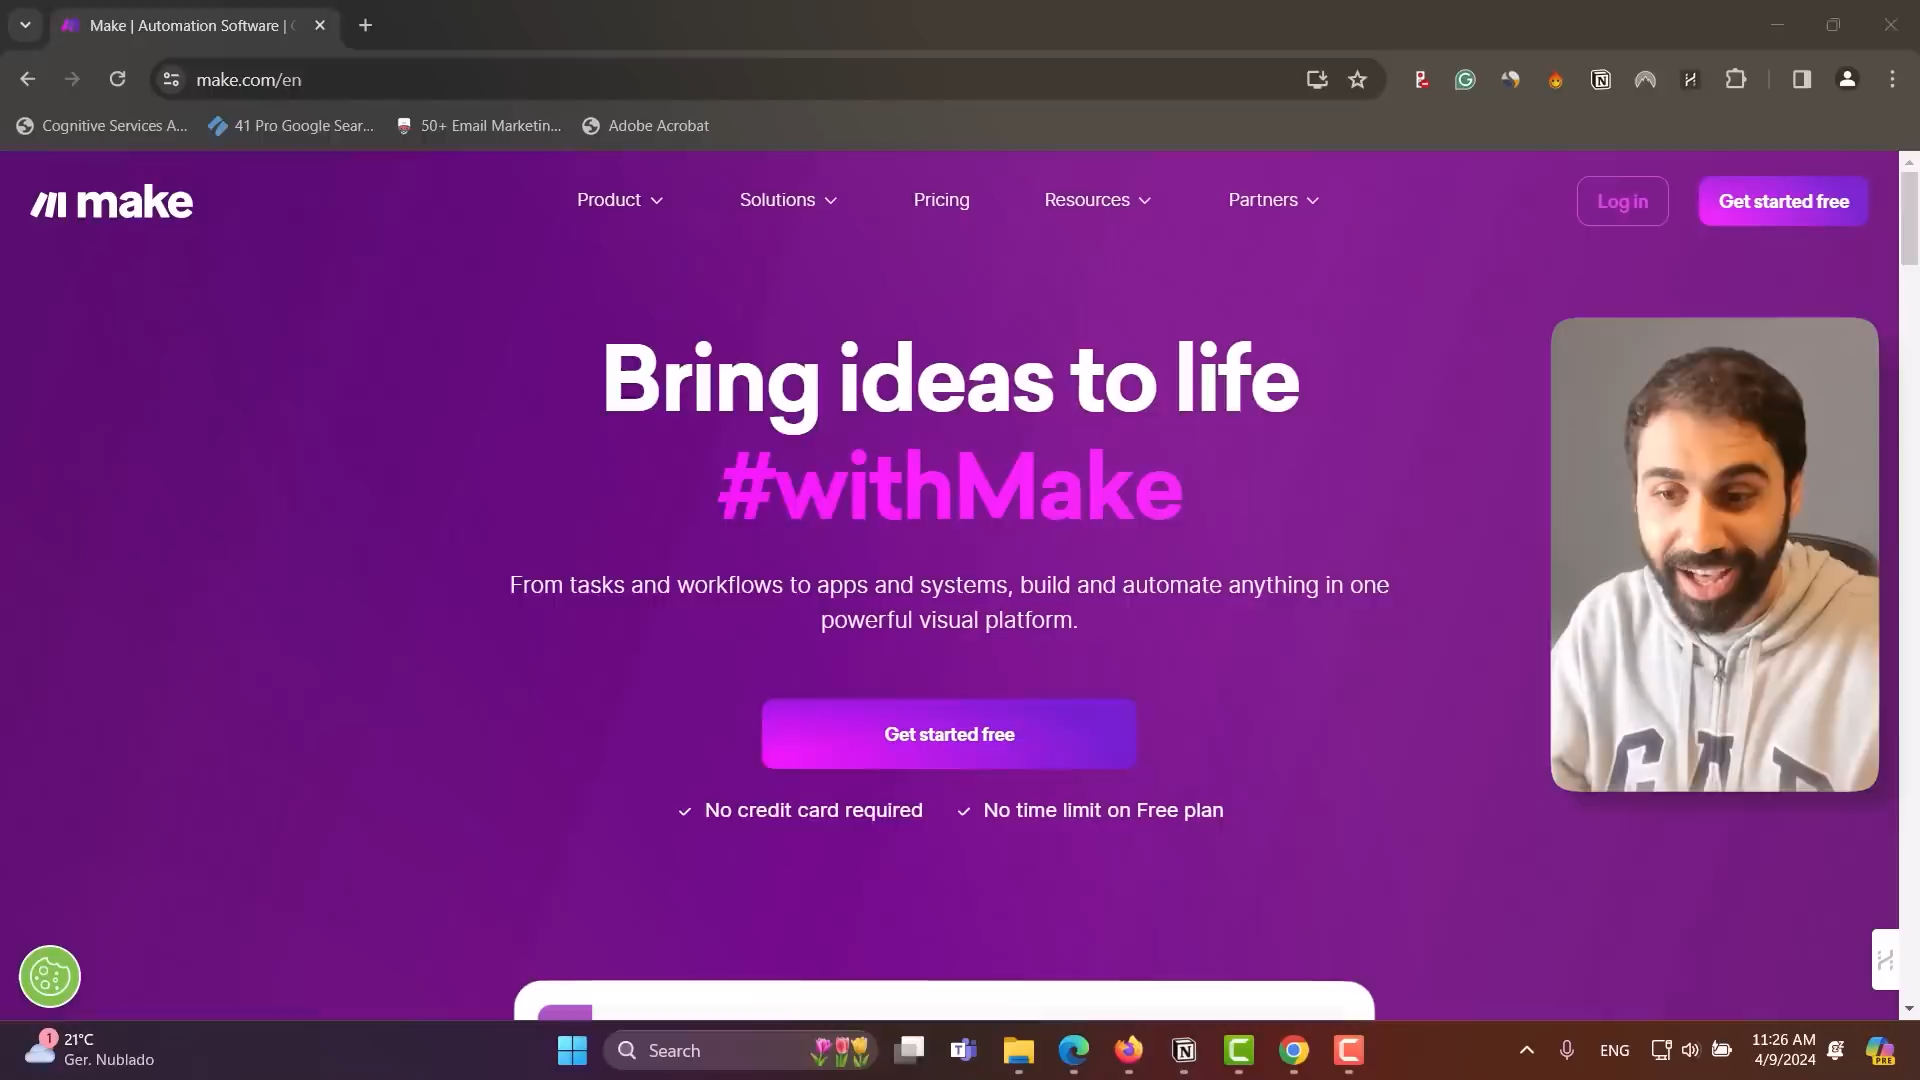 Make | Automation Software |
make.com/en
Cognitive Services A...
41 Pro Google Sear...
50+ Email Marketin...
Adobe Acrobat
make
Product
Solutions
Pricing
Resources
Partners
Log in
Get started free
Bring ideas to life
#withMake
From tasks and workflows to apps and systems, build and automate anything in one
powerful visual platform.
Get started free
No credit card required
No time limit on Free plan
GAP
1
21°C
Ger. Nublado
Search
ENG
11:26 AM
4/9/2024
PRE